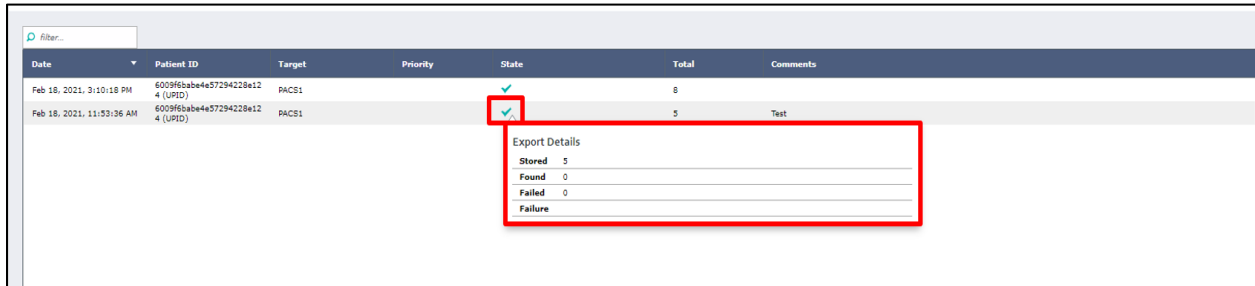 filter...
Date Patient ID Target Priority State Total Comments
Feb 18, 2021, 3:10:18 PM 6009f6babe4e57294228e12 PACS1 8
4 (UPID)
Feb 18, 2021, 11:53:36 AM 6009f6babe4e57294228e12 PACS1 5 Test
4 (UPID)
Export Details
Stored 5
Found 0
Failed 0
Failure